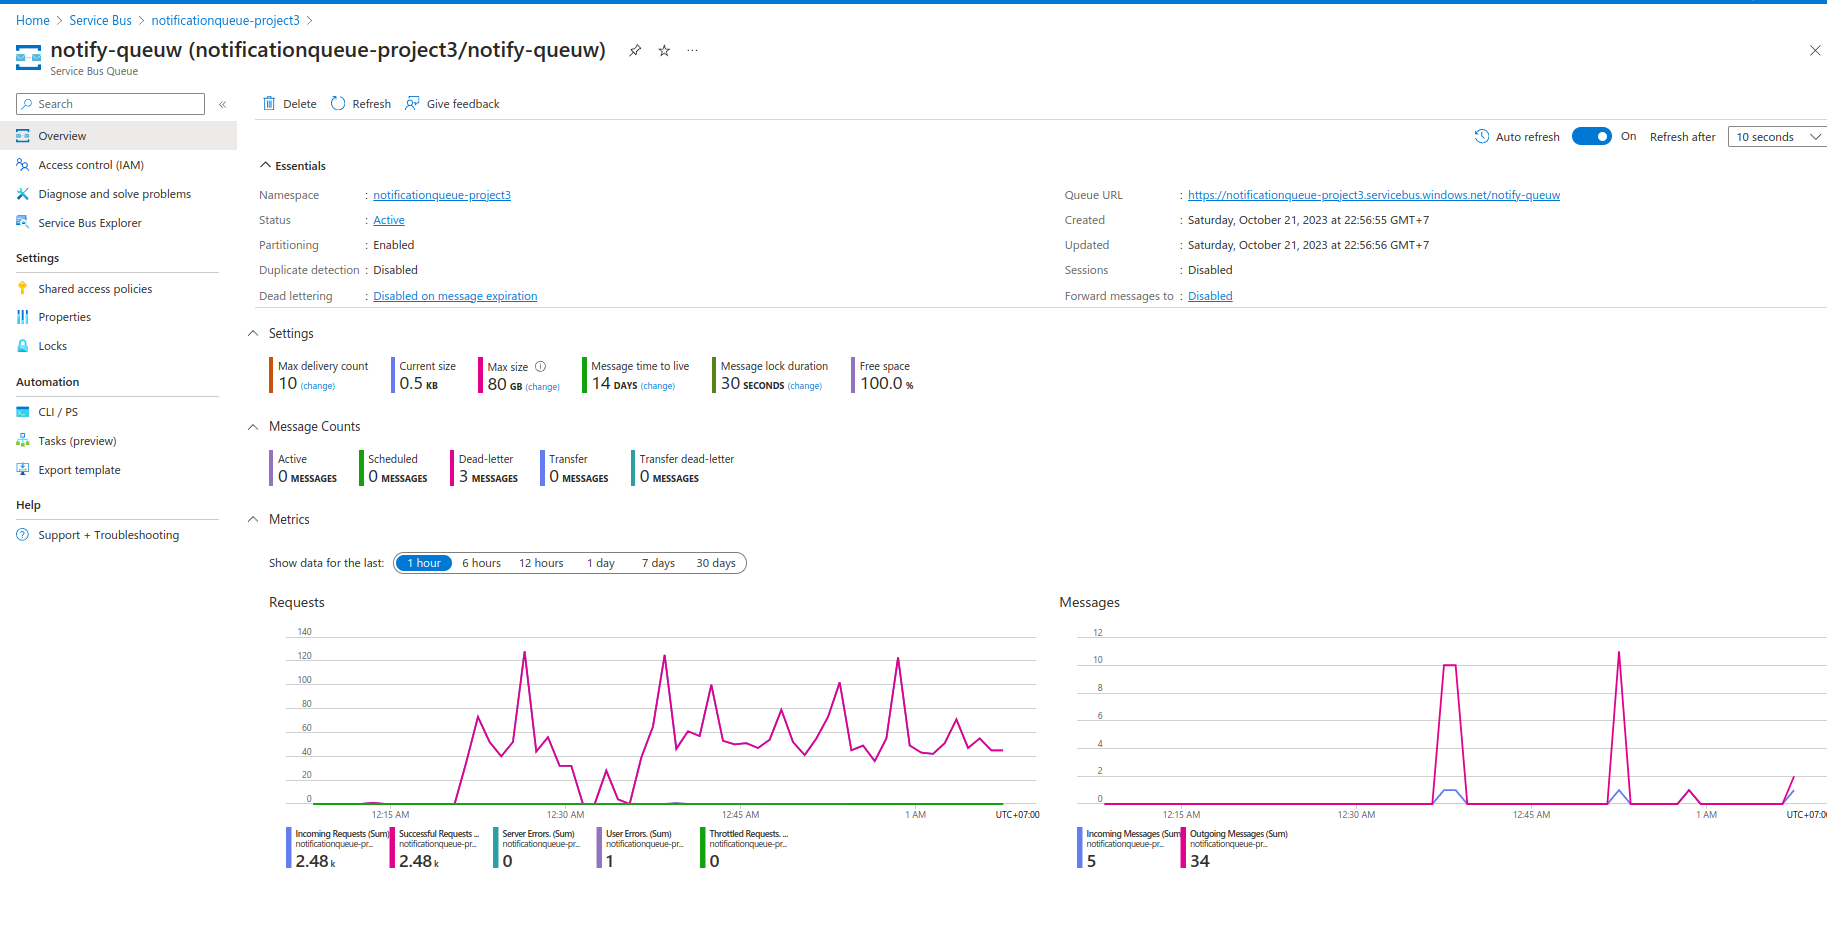 Home > Service Bus > notificationqueue-project3 >
notify-queuw (notificationqueue-project3/notify-queuw)
Service Bus Queue
Search
Overview
Access control (IAM)
Diagnose and solve problems
Service Bus Explorer
Settings
Shared access policies
Properties
Locks
Automation
CLI / PS
Tasks (preview)
Export template
Help
Support + Troubleshooting
Delete Refresh Give feedback
Auto refresh On Refresh after 10 seconds
Essentials
Namespace : notificationqueue-project3
Status : Active
Partitioning : Enabled
Duplicate detection : Disabled
Dead lettering : Disabled on message expiration
Queue URL : https://notificationqueue-project3.servicebus.windows.net/notify-queuw
Created : Saturday, October 21, 2023 at 22:56:55 GMT+7
Updated : Saturday, October 21, 2023 at 22:56:56 GMT+7
Sessions : Disabled
Forward messages to : Disabled
Settings
Max delivery count
10 (change)
Current size
0.5 KB
Max size
80 GB (change)
Message time to live
14 DAYS (change)
Message lock duration
30 SECONDS (change)
Free space
100.0 %
Message Counts
Active
0 MESSAGES
Scheduled
0 MESSAGES
Dead-letter
3 MESSAGES
Transfer
0 MESSAGES
Transfer dead-letter
0 MESSAGES
Metrics
Show data for the last: 1 hour 6 hours 12 hours 1 day 7 days 30 days
Requests
140
120
100
80
60
40
20
0
12:15 AM 12:30 AM 12:45 AM 1 AM UTC+07:00
Incoming Requests (Sum)
notificationqueue-pr...
2.48 k
Successful Requests ...
notificationqueue-pr...
2.48 k
Server Errors. (Sum)
notificationqueue-pr...
0
User Errors. (Sum)
notificationqueue-pr...
1
Throttled Requests. ...
notificationqueue-pr...
0
Messages
12
10
8
6
4
2
0
12:15 AM 12:30 AM 12:45 AM 1 AM UTC+07:00
Incoming Messages (Sum)
notificationqueue-pr...
5
Outgoing Messages (Sum)
notificationqueue-pr...
34